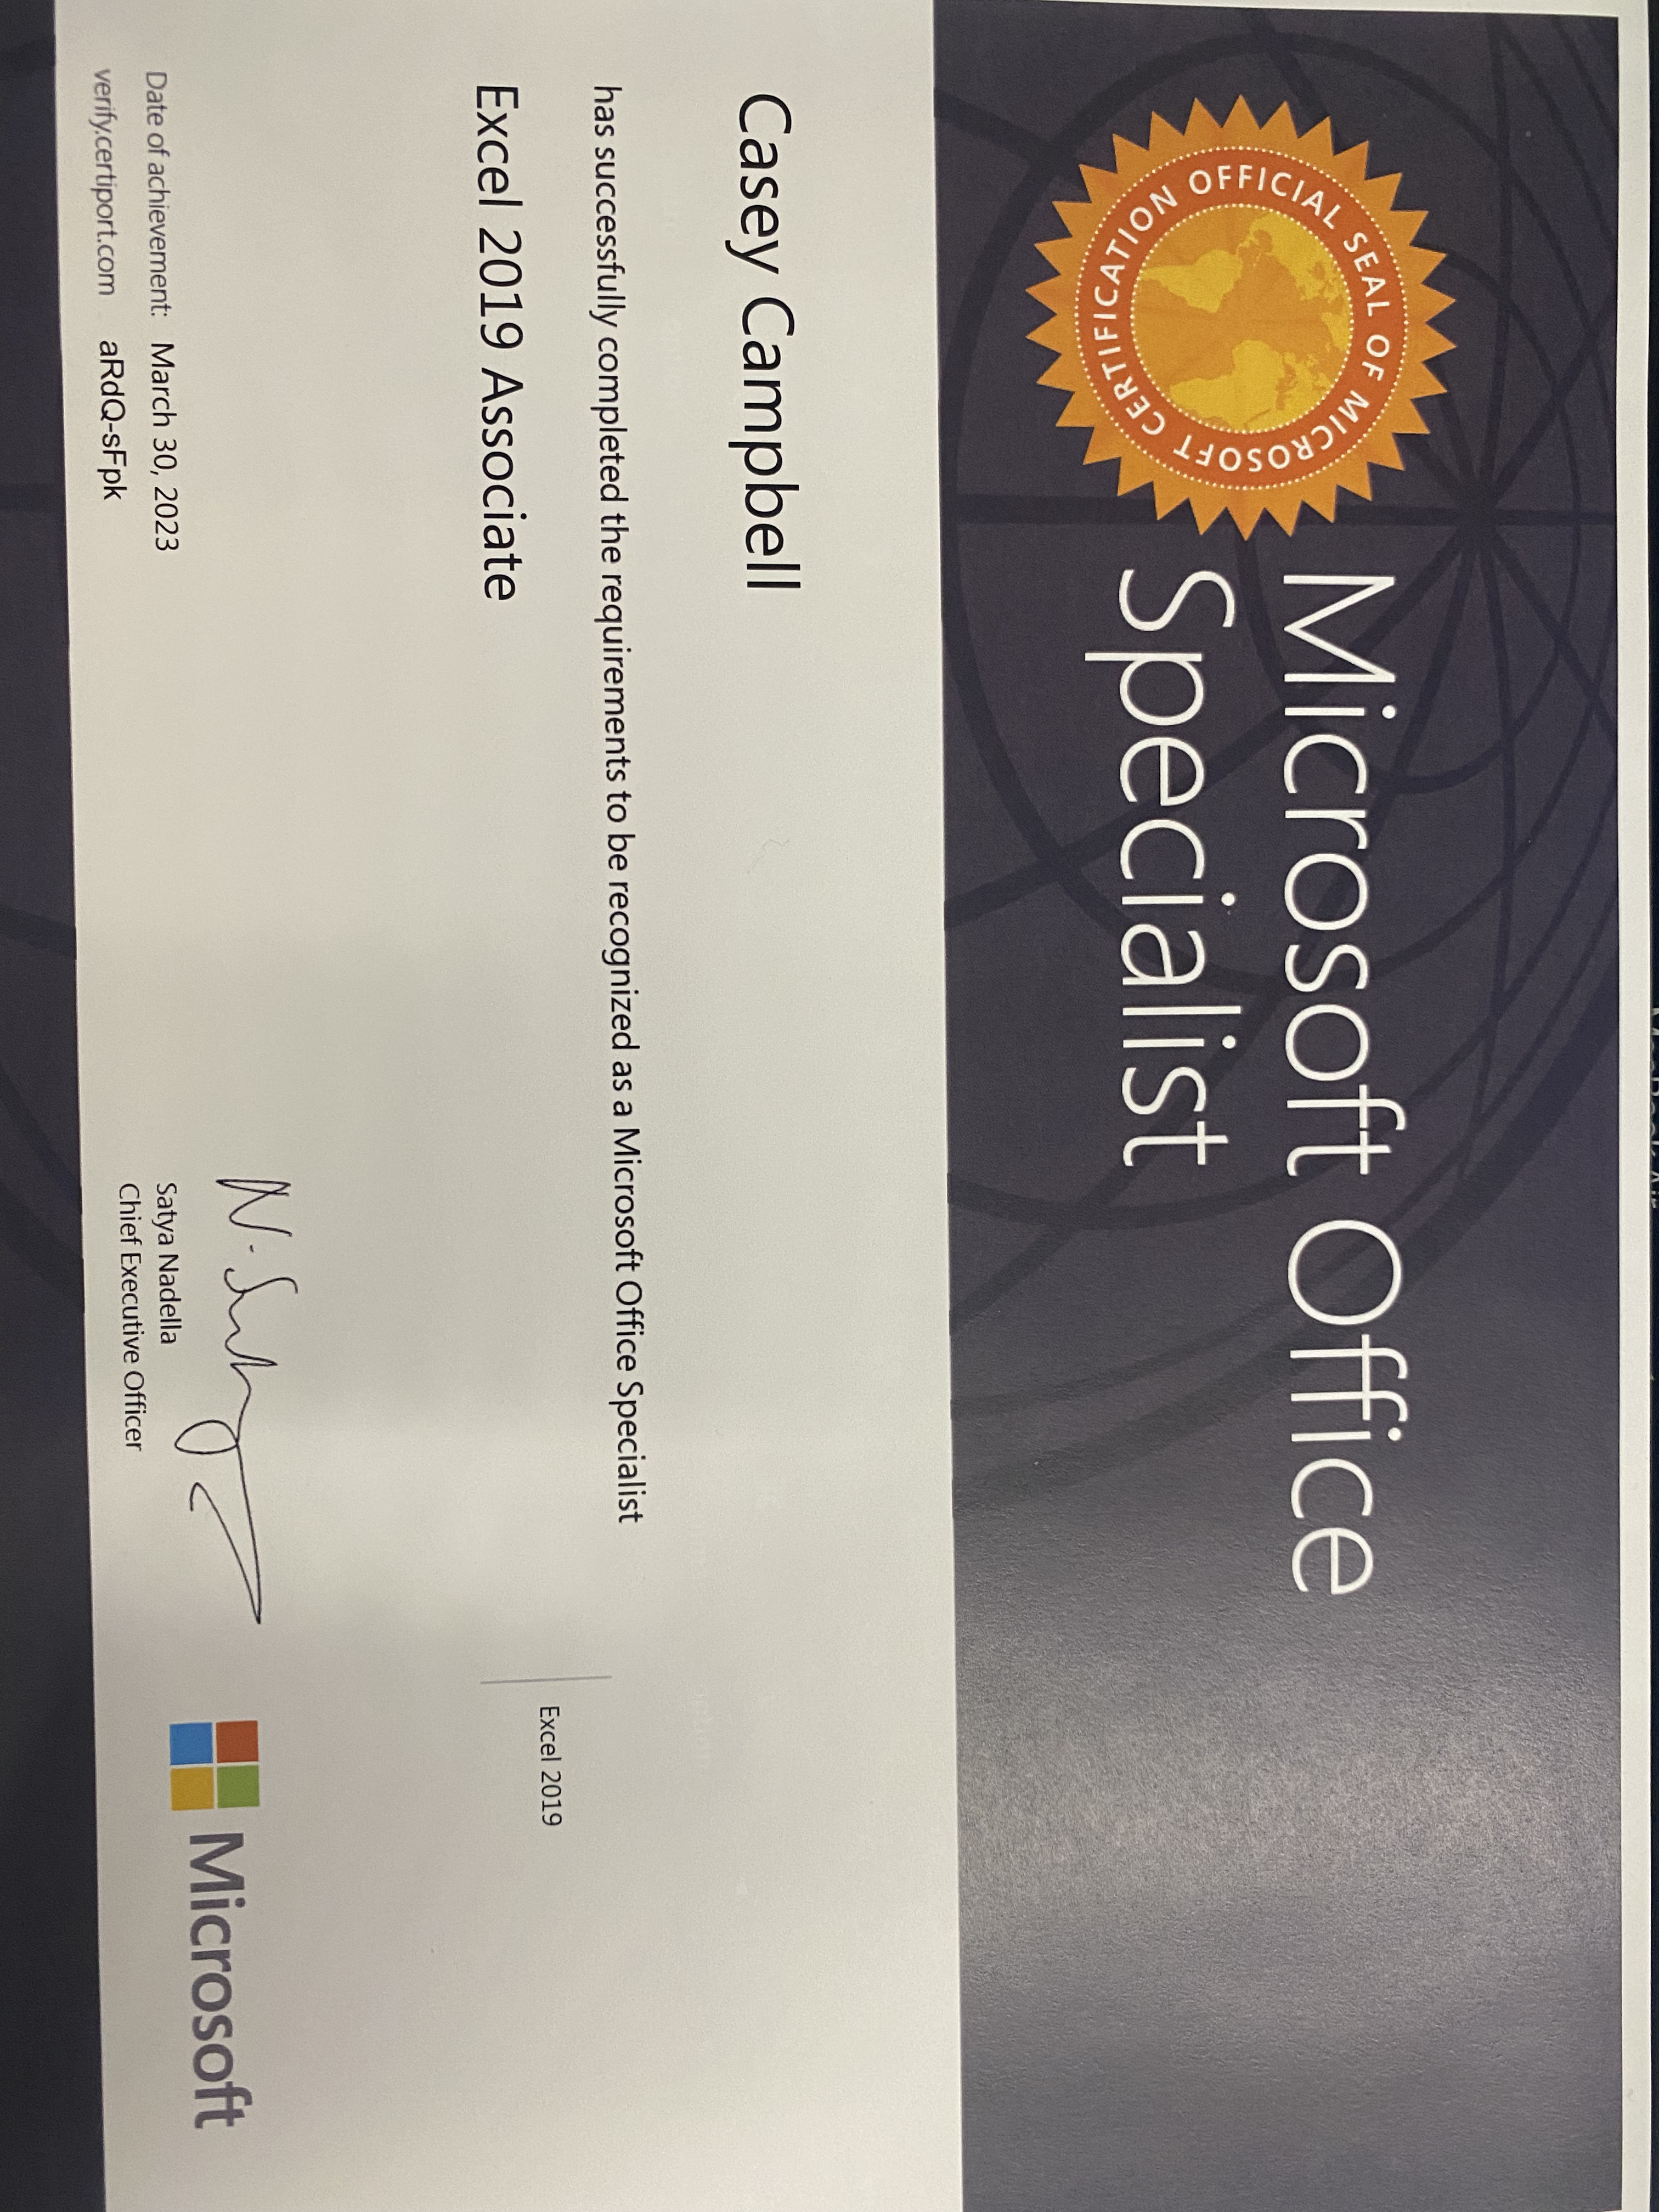 OFFICIAL SEAL OF MICROSOFT CERTIFICATION
Microsoft Office
Specialist
Casey Campbell
has successfully completed the requirements to be recognized as a Microsoft Office Specialist
Excel 2019 Associate
Excel 2019
Date of achievement: March 30, 2023
verify.certiport.com aRdQ-sFpk
Satya Nadella
Chief Executive Officer
Microsoft